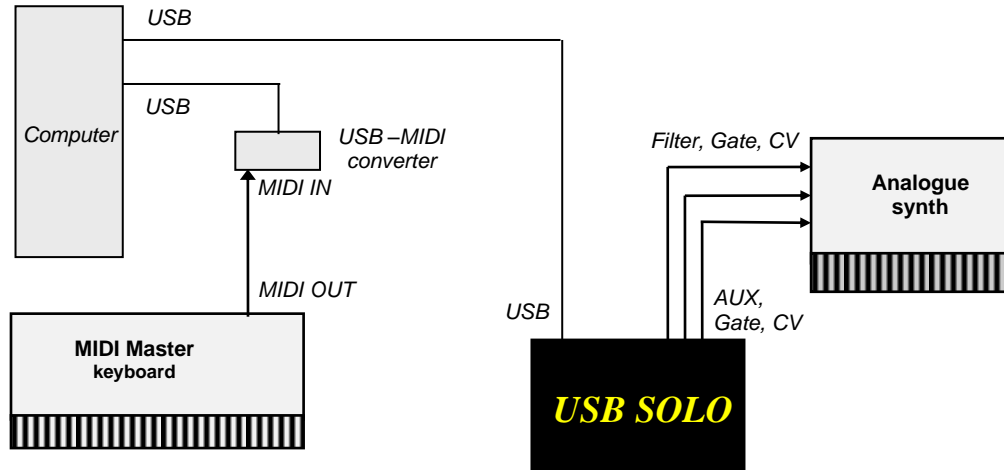 USB
USB
Computer
USB –MIDI
converter
MIDI IN
Filter, Gate, CV
Analogue
synth
MIDI OUT
USB
AUX,
Gate, CV
MIDI Master
keyboard
USB SOLO